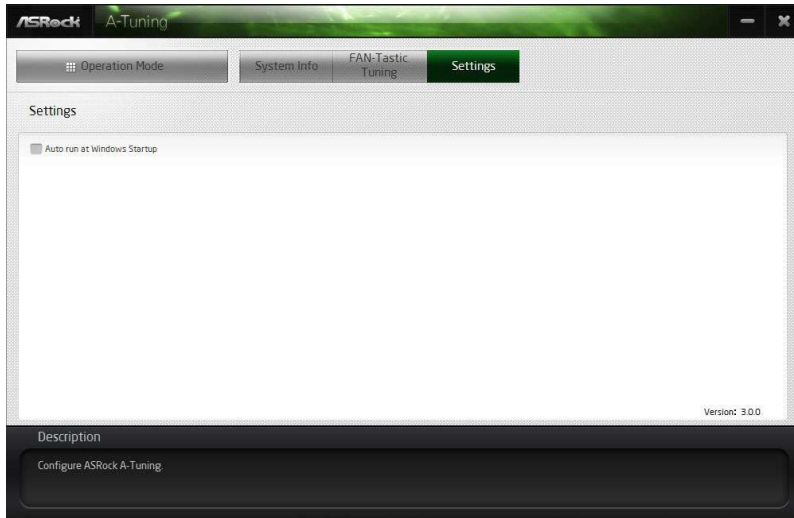 ASRock A-Tuning
Operation Mode
System Info
FAN-Tastic
Tuning
Settings
Settings
Auto run at Windows Startup
Version: 3.0.0
Description
Configure ASRock A-Tuning.